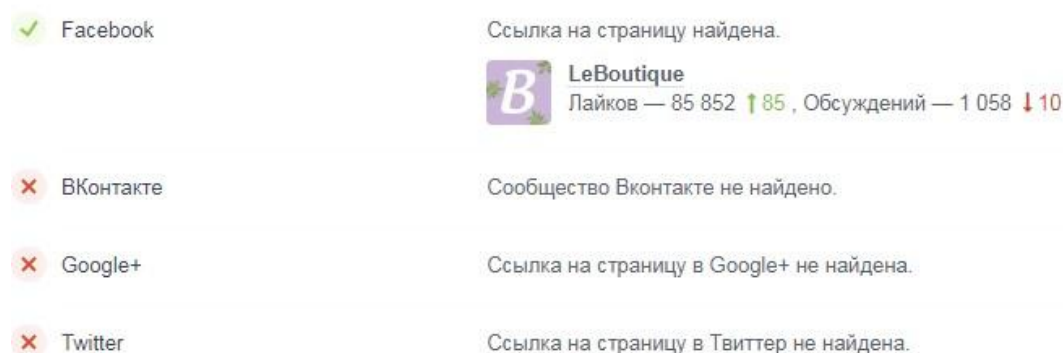 Facebook Ссылка на страницу найдена.
B LeBoutique
Лайков — 85 852 ↑85 , Обсуждений — 1 058 ↓10
ВКонтакте Сообщество Вконтакте не найдено.
Google+ Ссылка на страницу в Google+ не найдена.
Twitter Ссылка на страницу в Твиттер не найдена.